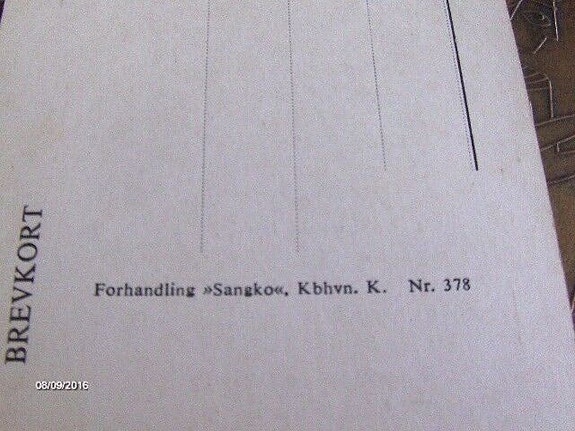 BREVKORT
Forhandling »Sangko«, Kbhvn. K. Nr. 378
08/09/2016